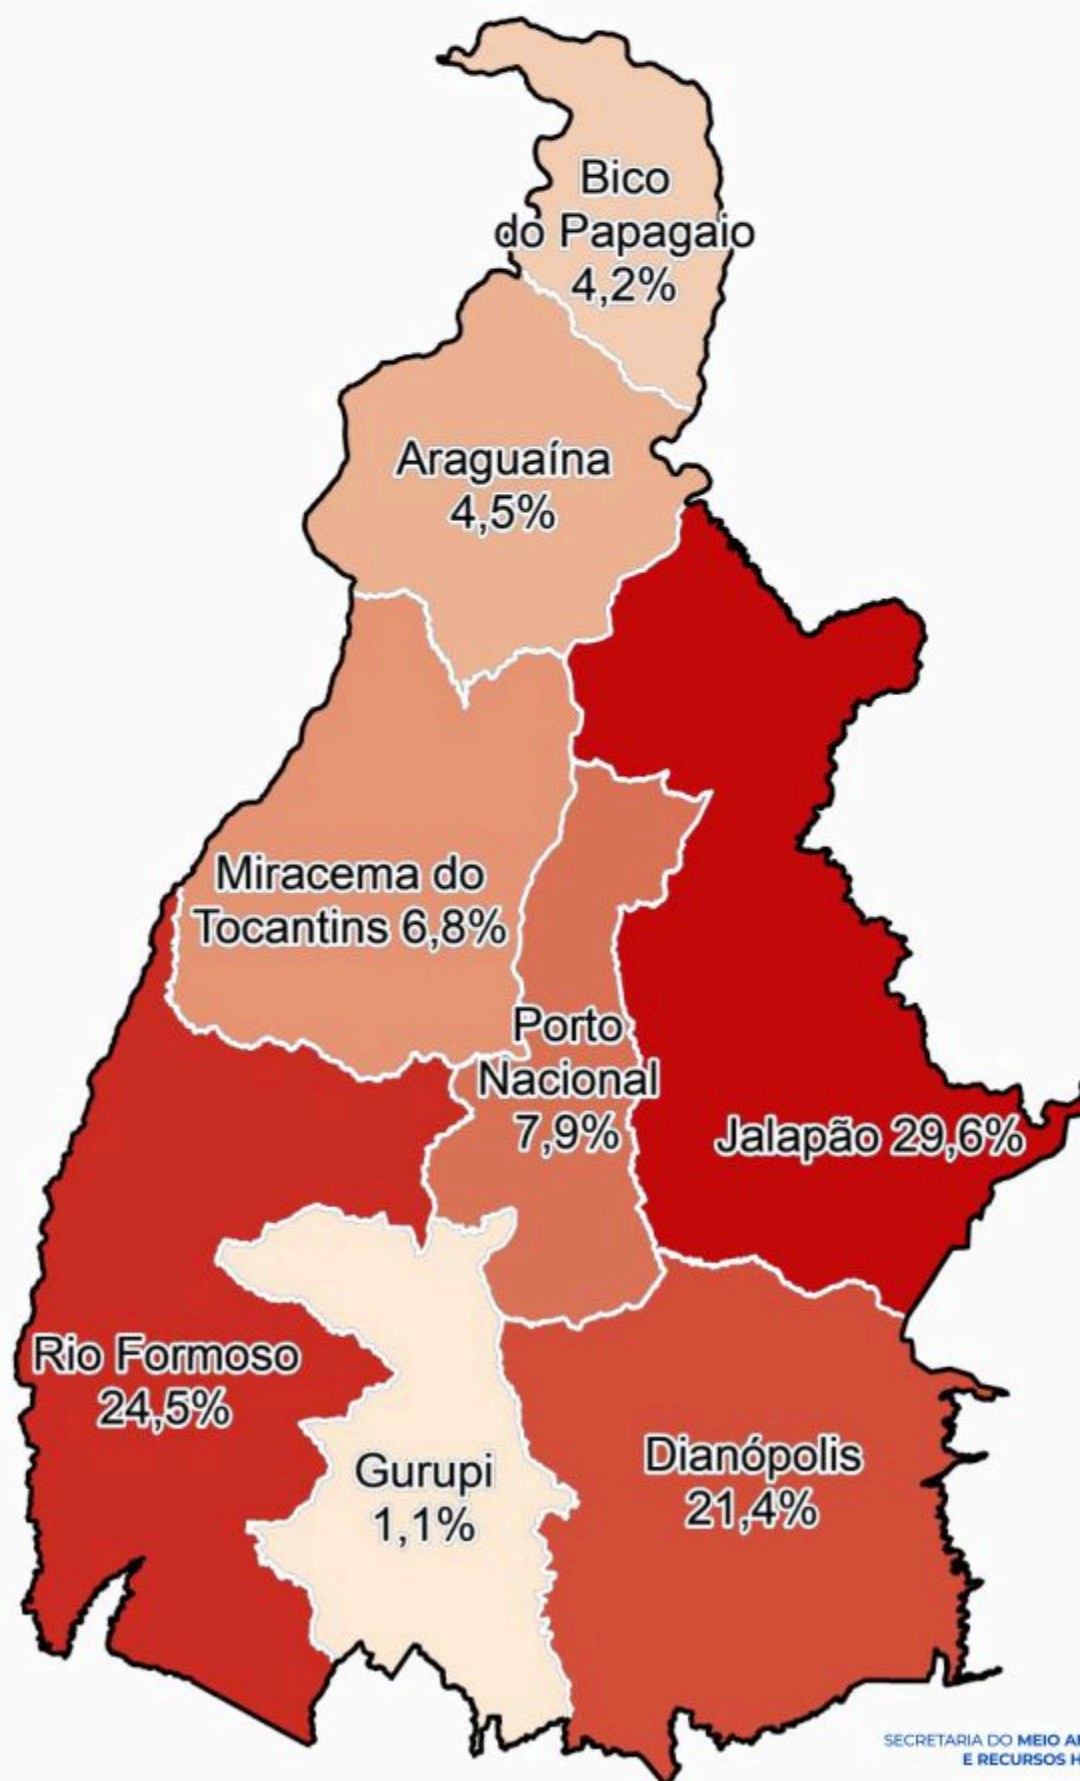 Bico
do Papagaio
4,2%
Araguaína
4,5%
Miracema do
Tocantins 6,8%
Porto
Nacional
7,9%
Jalapão 29,6%
Rio Formoso
24,5%
Gurupi
1,1%
Dianópolis
21,4%
SECRETARIA DO MEIO
E RECURSOS